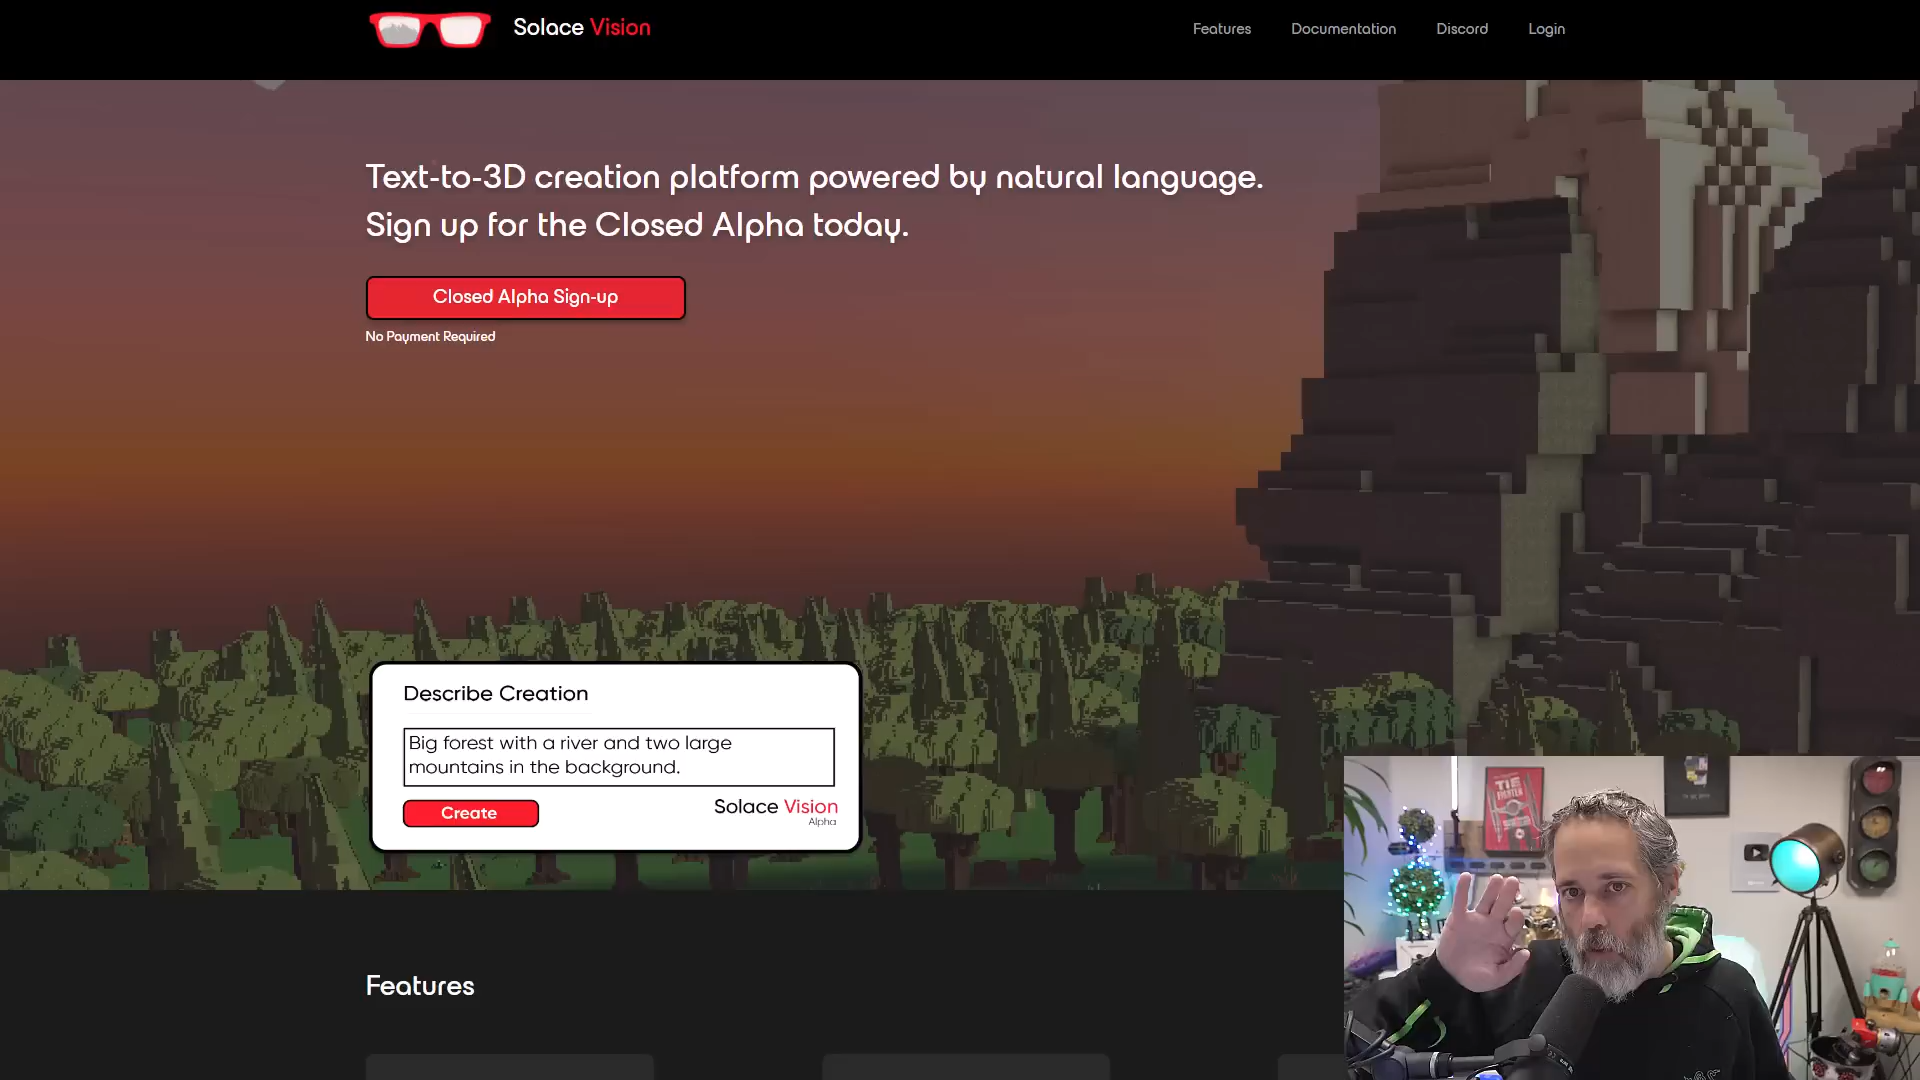 Solace Vision
Features
Documentation
Discord
Login
Text-to-3D creation platform powered by natural language.
Sign up for the Closed Alpha today.
Closed Alpha Sign-up
No Payment Required
Describe Creation
Big forest with a river and two large
mountains in the background.
Create
Solace Vision
Alpha
Features
TIE
FIGHTER